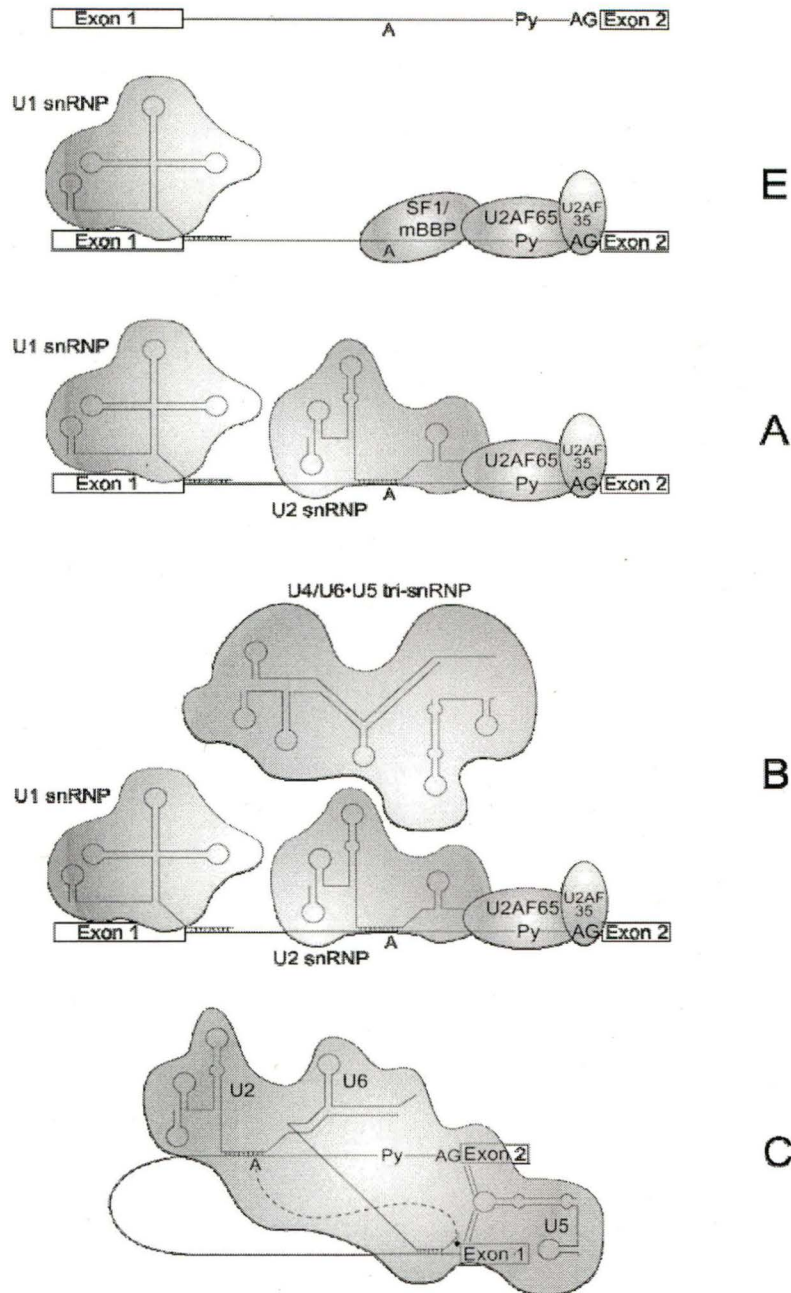 Exon 1 A Py AG Exon 2
U1 snRNP
E
SF1/
mBBP
U2AF65
U2AF
35
Exon 1 A Py AG Exon 2
U1 snRNP
A
U2AF65
U2AF
35
Exon 1 A Py AG Exon 2
U2 snRNP
U4/U6•U5 tri-snRNP
B
U1 snRNP
U2AF65
U2AF
35
Exon 1 A Py AG Exon 2
U2 snRNP
U2 U6
A Py AG Exon 2
C
U5
Exon 1